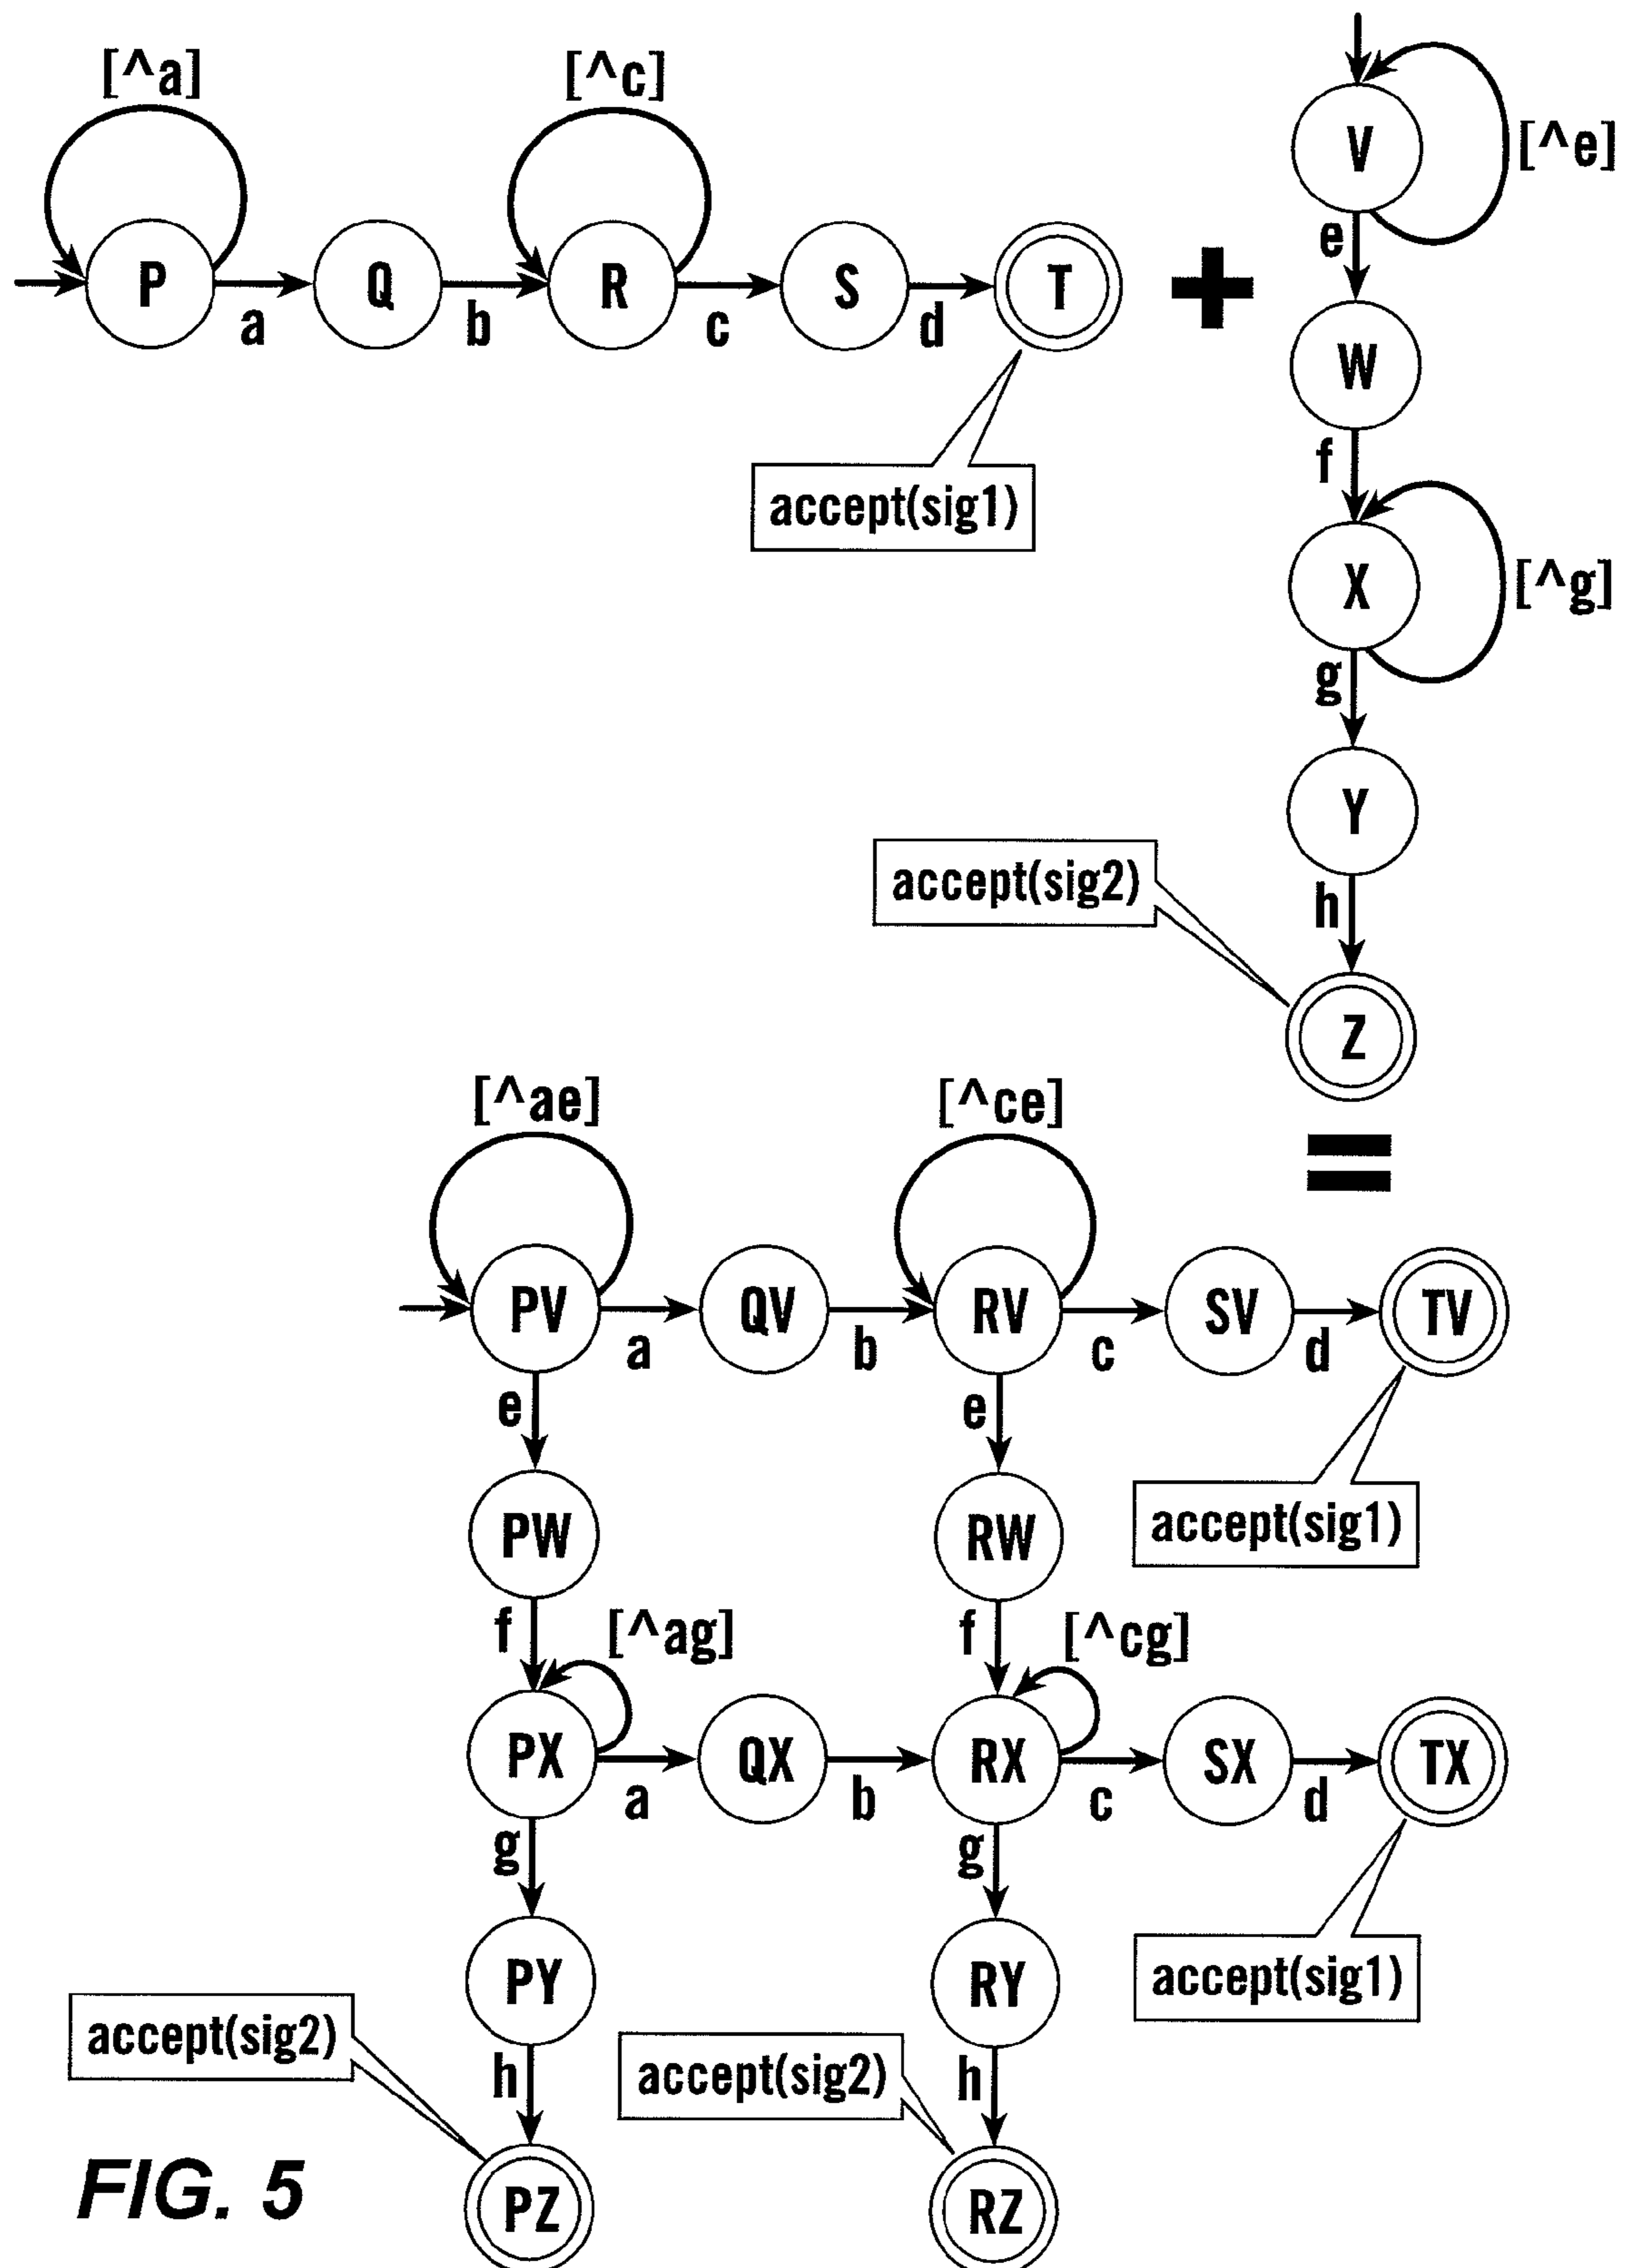 [^a]
[^c]
[^e]
P
a
Q
b
R
c
S
d
T
+
V
e
W
f
accept(sig1)
X
[^g]
g
Y
accept(sig2)
h
Z
=
[^ae]
[^ce]
PV
a
QV
b
RV
c
SV
d
TV
e
e
PW
RW
accept(sig1)
f
[^ag]
f
[^cg]
PX
a
QX
b
RX
c
SX
d
TX
g
g
PY
RY
accept(sig1)
accept(sig2)
h
accept(sig2)
h
FIG. 5
PZ
RZ